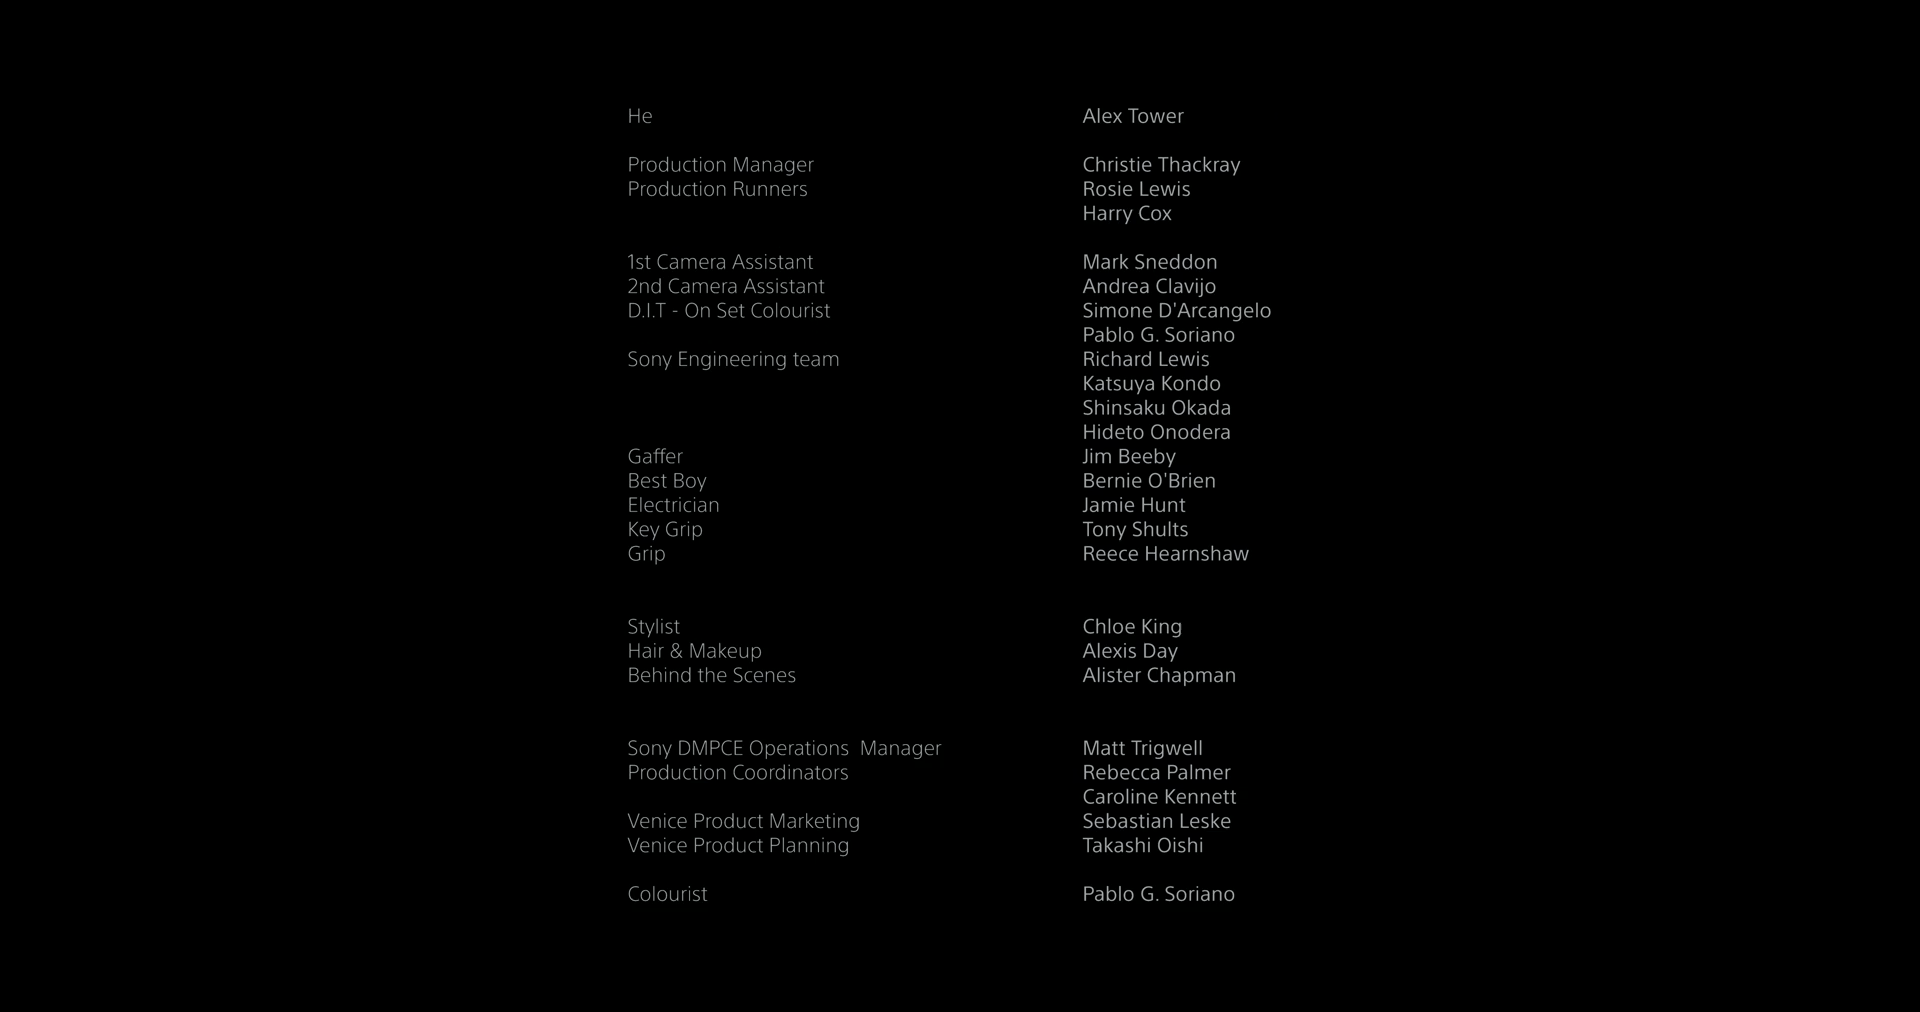 He Alex Tower
Production Manager Christie Thackray
Production Runners Rosie Lewis
Harry Cox
1st Camera Assistant Mark Sneddon
2nd Camera Assistant Andrea Clavijo
D.I.T - On Set Colourist Simone D'Arcangelo
Pablo G. Soriano
Sony Engineering team Richard Lewis
Katsuya Kondo
Shinsaku Okada
Hideto Onodera
Gaffer Jim Beeby
Best Boy Bernie O'Brien
Electrician Jamie Hunt
Key Grip Tony Shults
Grip Reece Hearnshaw
Stylist Chloe King
Hair & Makeup Alexis Day
Behind the Scenes Alister Chapman
Sony DMPCE Operations  Manager Matt Trigwell
Production Coordinators Rebecca Palmer
Caroline Kennett
Venice Product Marketing Sebastian Leske
Venice Product Planning Takashi Oishi
Colourist Pablo G. Soriano